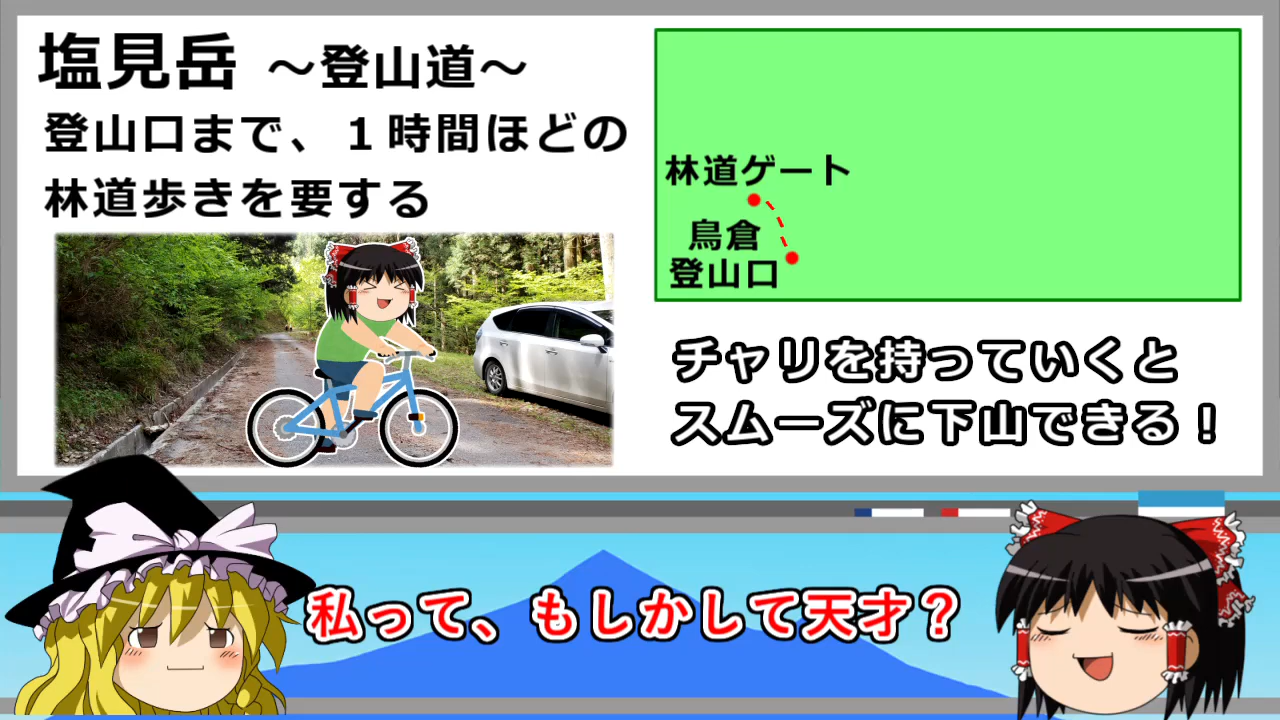 塩見岳 ～登山道～
登山口まで、１時間ほどの
林道歩きを要する
林道ゲート
鳥倉
登山口
チャリを持っていくと
スムーズに下山できる！
私って、もしかして天才？